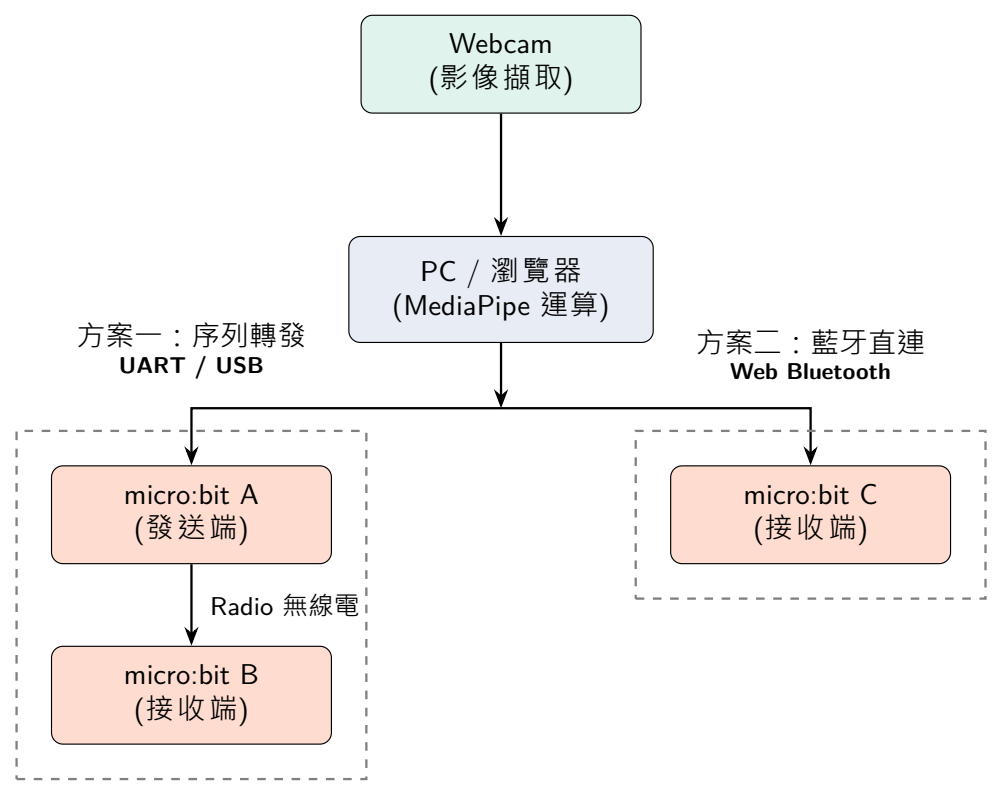 Webcam
(影像擷取)
PC / 瀏覽器
(MediaPipe 運算)
方案一：序列轉發
UART / USB
方案二：藍牙直連
Web Bluetooth
micro:bit A
(發送端)
micro:bit C
(接收端)
Radio 無線電
micro:bit B
(接收端)